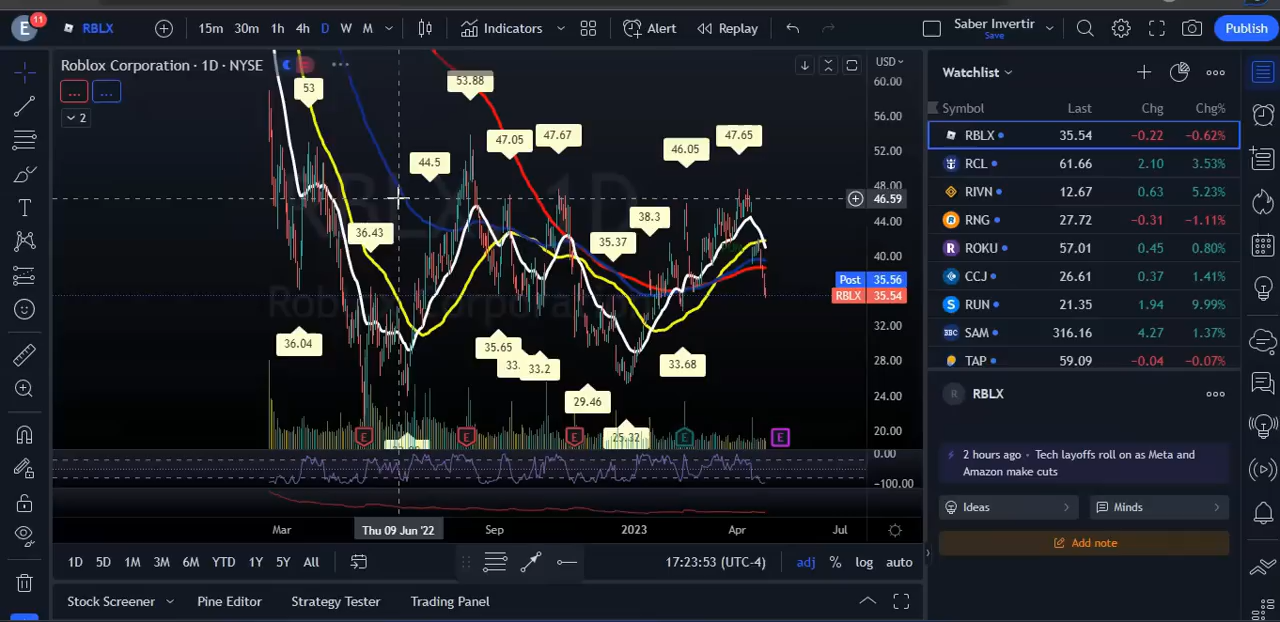 E 11 RBLX 15m 30m 1h 4h D W M Indicators Alert Replay Saber Invertir Save Publish
Roblox Corporation · 1D · NYSE
USD
... ...
2
60.00
56.00
52.00
48.00
46.59
44.00
40.00
Post 35.56
RBLX 35.54
32.00
28.00
24.00
20.00
0.00
−100.00
53
53.88
47.05
47.67
44.5
46.05
47.65
36.43
35.37
38.3
36.04
35.65
33.2
33.68
29.46
25.32
E E E E E
RBLX 1D
Mar Thu 09 Jun '22 Sep 2023 Apr Jul
1D 5D 1M 3M 6M YTD 1Y 5Y All 17:23:53 (UTC-4) adj % log auto
Stock Screener Pine Editor Strategy Tester Trading Panel
Watchlist
Symbol Last Chg Chg%
RBLX 35.54 −0.22 −0.62%
RCL 61.66 2.10 3.53%
RIVN 12.67 0.63 5.23%
RNG 27.72 −0.31 −1.11%
ROKU 57.01 0.45 0.80%
CCJ 26.61 0.37 1.41%
RUN 21.35 1.94 9.99%
SAM 316.16 4.27 1.37%
TAP 59.09 −0.04 −0.07%
R RBLX
2 hours ago · Tech layoffs roll on as Meta and
Amazon make cuts
Ideas Minds
Add note